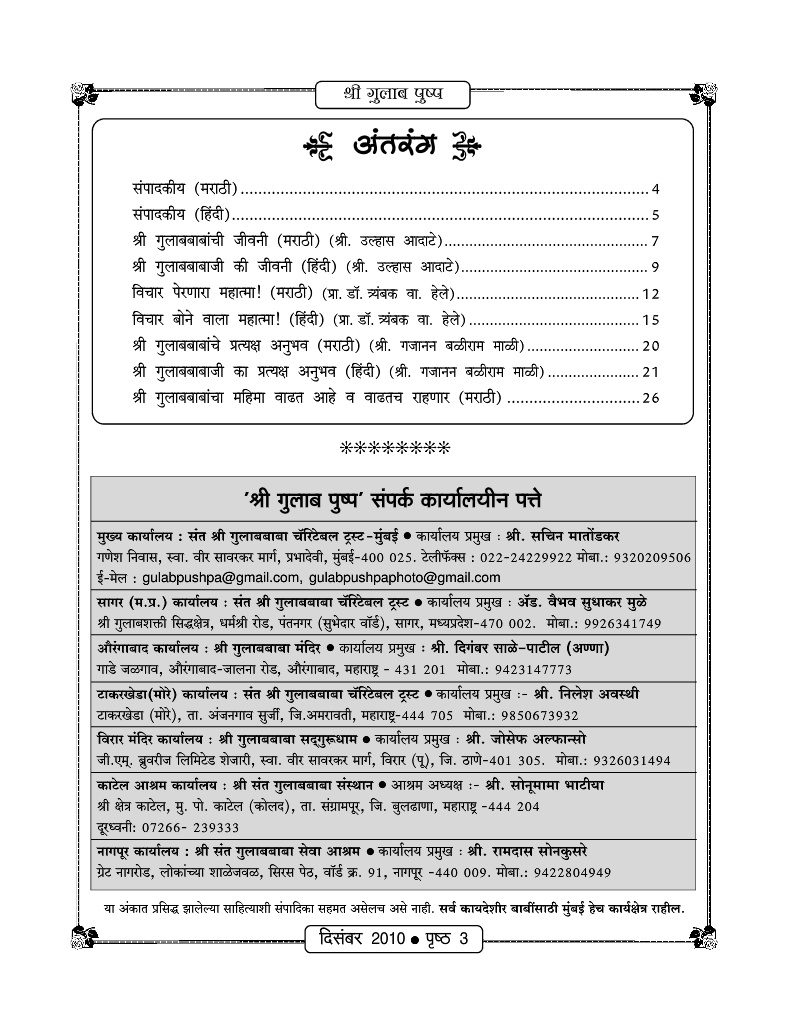 श्री गुलाब पुष्प
अंतरंग
संपादकीय (मराठी) ........................................................................................... 4
संपादकीय (हिंदी)............................................................................................. 5
श्री गुलाबबाबांची जीवनी (मराठी) (श्री. उल्हास आदाटे)............................................. 7
श्री गुलाबबाबाजी की जीवनी (हिंदी) (श्री. उल्हास आदाटे).......................................... 9
विचार पेरणारा महात्मा! (मराठी) (प्रा. डॉ. त्र्यंबक वा. हेले)........................................ 12
विचार बोने वाला महात्मा! (हिंदी) (प्रा. डॉ. त्र्यंबक वा. हेले)..................................... 15
श्री गुलाबबाबांचे प्रत्यक्ष अनुभव (मराठी) (श्री. गजानन बळीराम माळी)......................... 20
श्री गुलाबबाबाजी का प्रत्यक्ष अनुभव (हिंदी) (श्री. गजानन बळीराम माळी) .................... 21
श्री गुलाबबाबांचा महिमा वाढत आहे व वाढतच राहणार (मराठी) ............................ 26
********
'श्री गुलाब पुष्प' संपर्क कार्यालयीन पत्ते
मुख्य कार्यालय : संत श्री गुलाबबाबा चॅरिटेबल ट्रस्ट-मुंबई ● कार्यालय प्रमुख : श्री. सचिन मातोंडकर
गणेश निवास, स्वा. वीर सावरकर मार्ग, प्रभादेवी, मुंबई-400 025. टेलीफॅक्स : 022-24229922 मोबा.: 9320209506
ई-मेल : gulabpushpa@gmail.com, gulabpushpaphoto@gmail.com
सागर (म.प्र.) कार्यालय : संत श्री गुलाबबाबा चॅरिटेबल ट्रस्ट ● कार्यालय प्रमुख : ॲड. वैभव सुधाकर मुळे
श्री गुलाबशक्ती सिद्धक्षेत्र, धर्मश्री रोड, पंतनगर (सुभेदार वॉर्ड), सागर, मध्यप्रदेश-470 002. मोबा.: 9926341749
औरंगाबाद कार्यालय : श्री गुलाबबाबा मंदिर ● कार्यालय प्रमुख : श्री. दिगंबर साळे-पाटील (अण्णा)
गाडे जळगाव, औरंगाबाद-जालना रोड, औरंगाबाद, महाराष्ट्र - 431 201 मोबा.: 9423147773
टाकरखेडा(मोरे) कार्यालय : संत श्री गुलाबबाबा चॅरिटेबल ट्रस्ट ● कार्यालय प्रमुख :- श्री. निलेश अवस्थी
टाकरखेडा (मोरे), ता. अंजनगाव सुर्जी, जि.अमरावती, महाराष्ट्र-444 705 मोबा.: 9850673932
विरार मंदिर कार्यालय : श्री गुलाबबाबा सद्‌गुरूधाम ● कार्यालय प्रमुख : श्री. जोसेफ अल्फान्सो
जी.एम्. ब्रुवरीज लिमिटेड शेजारी, स्वा. वीर सावरकर मार्ग, विरार (पू), जि. ठाणे-401 305. मोबा.: 9326031494
काटेल आश्रम कार्यालय : श्री संत गुलाबबाबा संस्थान ● आश्रम अध्यक्ष :- श्री. सोनूमामा भाटीया
श्री क्षेत्र काटेल, मु. पो. काटेल (कोलद), ता. संग्रामपूर, जि. बुलढाणा, महाराष्ट्र -444 204
दूरध्वनी: 07266- 239333
नागपूर कार्यालय : श्री संत गुलाबबाबा सेवा आश्रम ● कार्यालय प्रमुख : श्री. रामदास सोनकुसरे
ग्रेट नागरोड, लोकांच्या शाळेजवळ, सिरस पेठ, वॉर्ड क्र. 91, नागपूर -440 009. मोबा.: 9422804949
या अंकात प्रसिद्ध झालेल्या साहित्याशी संपादिका सहमत असेलच असे नाही. सर्व कायदेशीर बाबींसाठी मुंबई हेच कार्यक्षेत्र राहील.
दिसंबर 2010 ● पृष्ठ 3